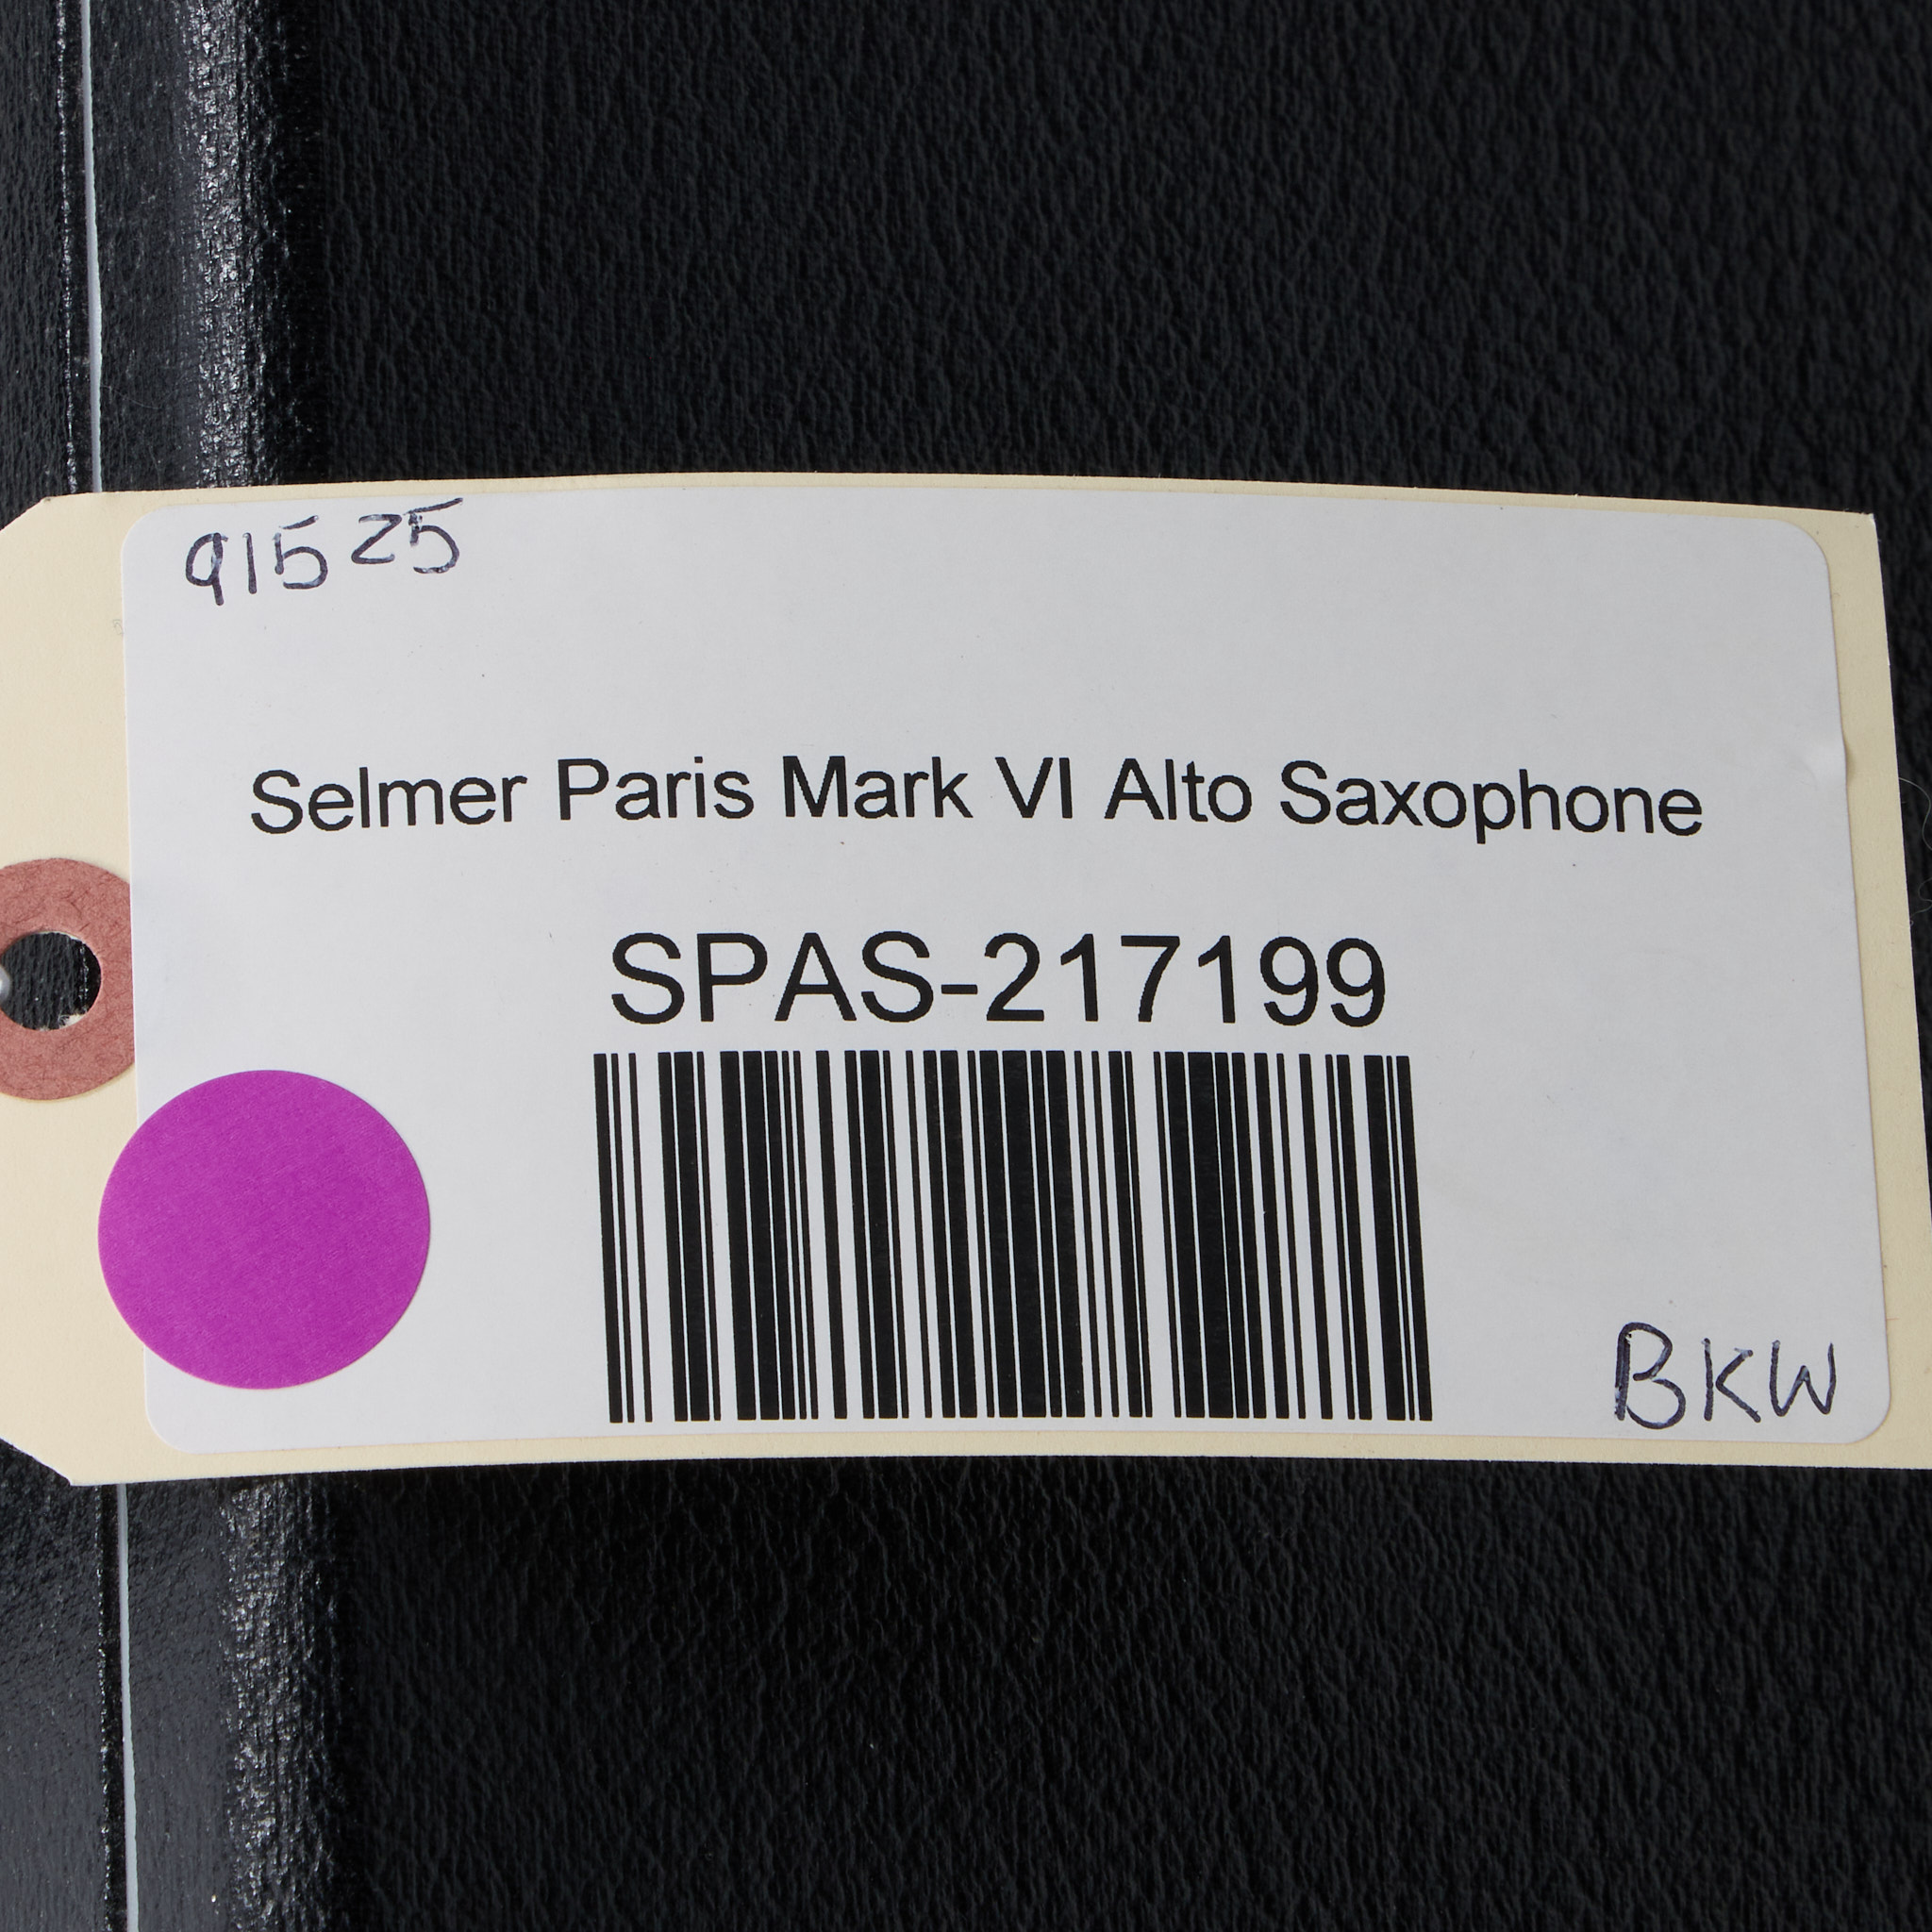 91525
Selmer Paris Mark VI Alto Saxophone
SPAS-217199
BKW